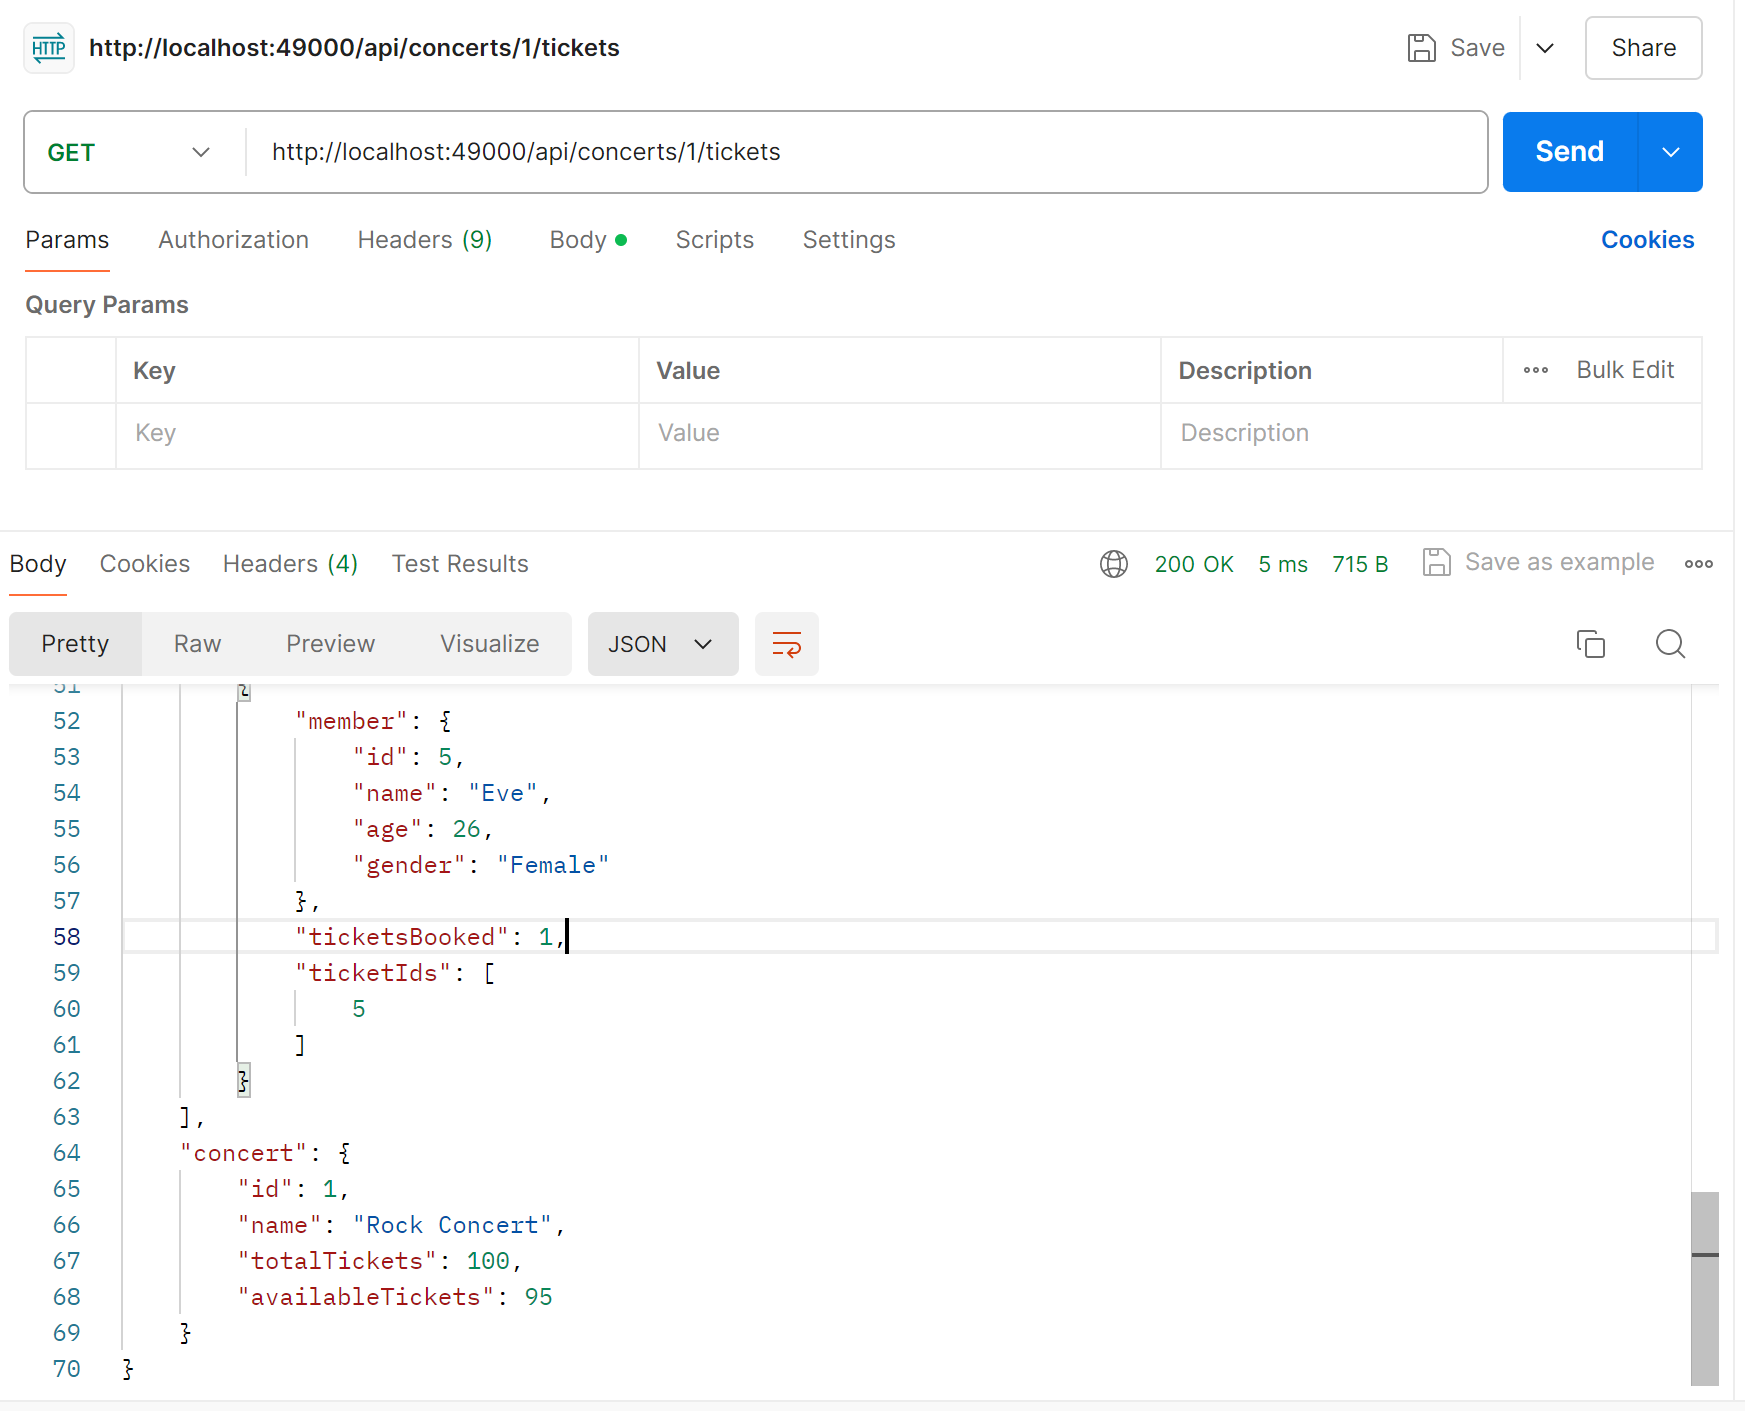 HTTP http://localhost:49000/api/concerts/1/tickets Save Share
GET http://localhost:49000/api/concerts/1/tickets Send
Params Authorization Headers (9) Body Scripts Settings Cookies
Query Params
Key Value Description Bulk Edit
Key Value Description
Body Cookies Headers (4) Test Results 200 OK 5 ms 715 B Save as example
Pretty Raw Preview Visualize JSON
51 {
52 "member": {
53 "id": 5,
54 "name": "Eve",
55 "age": 26,
56 "gender": "Female"
57 },
58 "ticketsBooked": 1,
59 "ticketIds": [
60 5
61 ]
62 }
63 ],
64 "concert": {
65 "id": 1,
66 "name": "Rock Concert",
67 "totalTickets": 100,
68 "availableTickets": 95
69 }
70 }